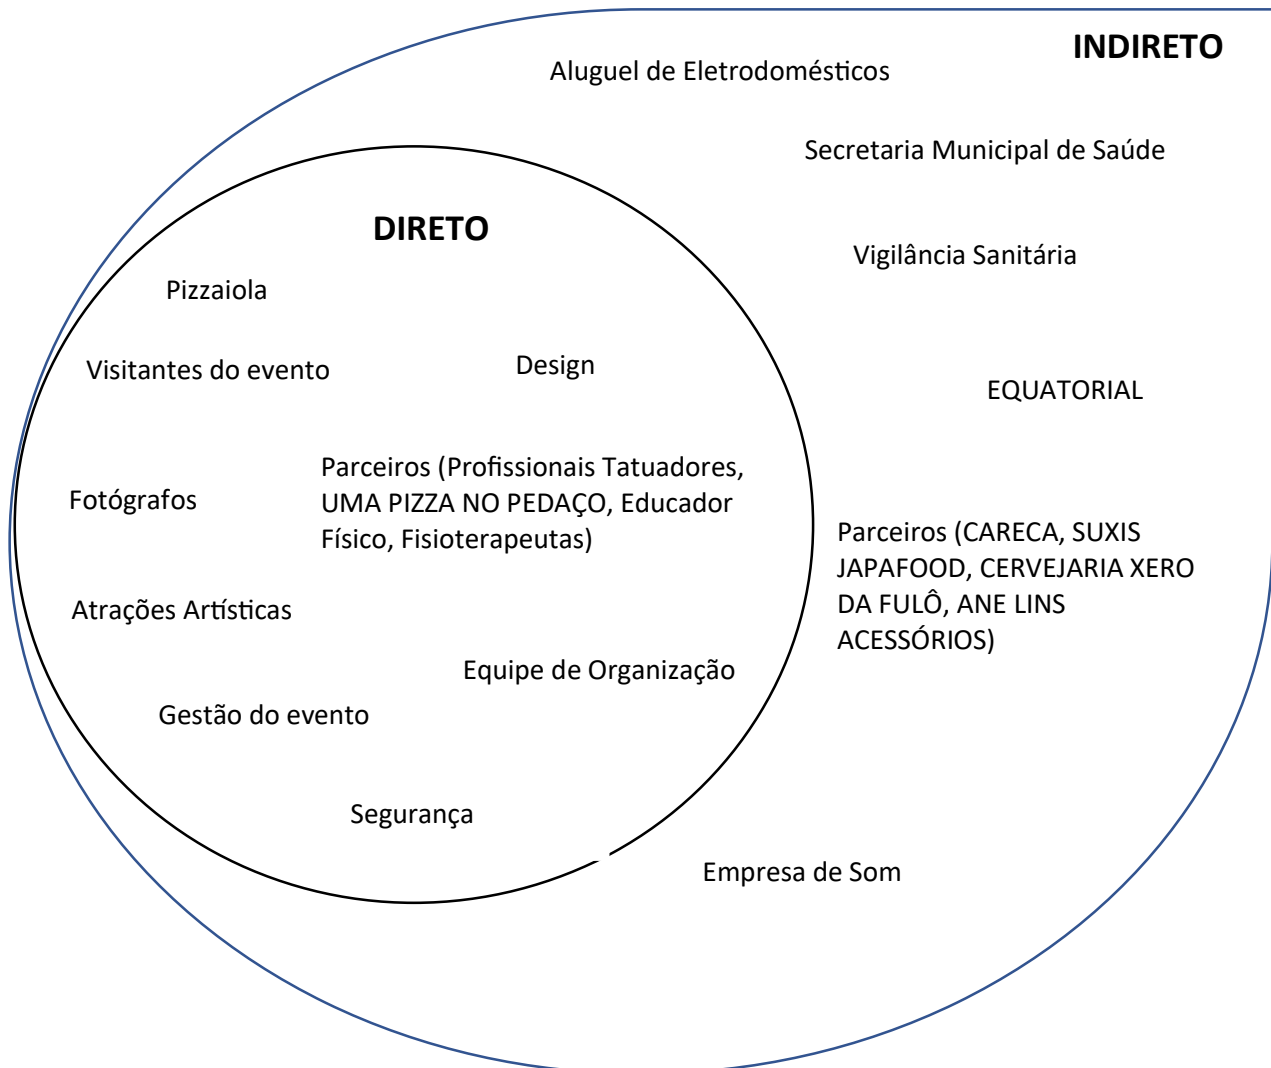 INDIRETO
Aluguel de Eletrodomésticos
Secretaria Municipal de Saúde
DIRETO
Vigilância Sanitária
Pizzaiola
Visitantes do evento
Design
EQUATORIAL
Parceiros (Profissionais Tatuadores,
UMA PIZZA NO PEDAÇO, Educador
Físico, Fisioterapeutas)
Fotógrafos
Parceiros (CARECA, SUXIS
JAPAFOOD, CERVEJARIA XERO
DA FULÔ, ANE LINS
ACESSÓRIOS)
Atrações Artísticas
Equipe de Organização
Gestão do evento
Segurança
Empresa de Som